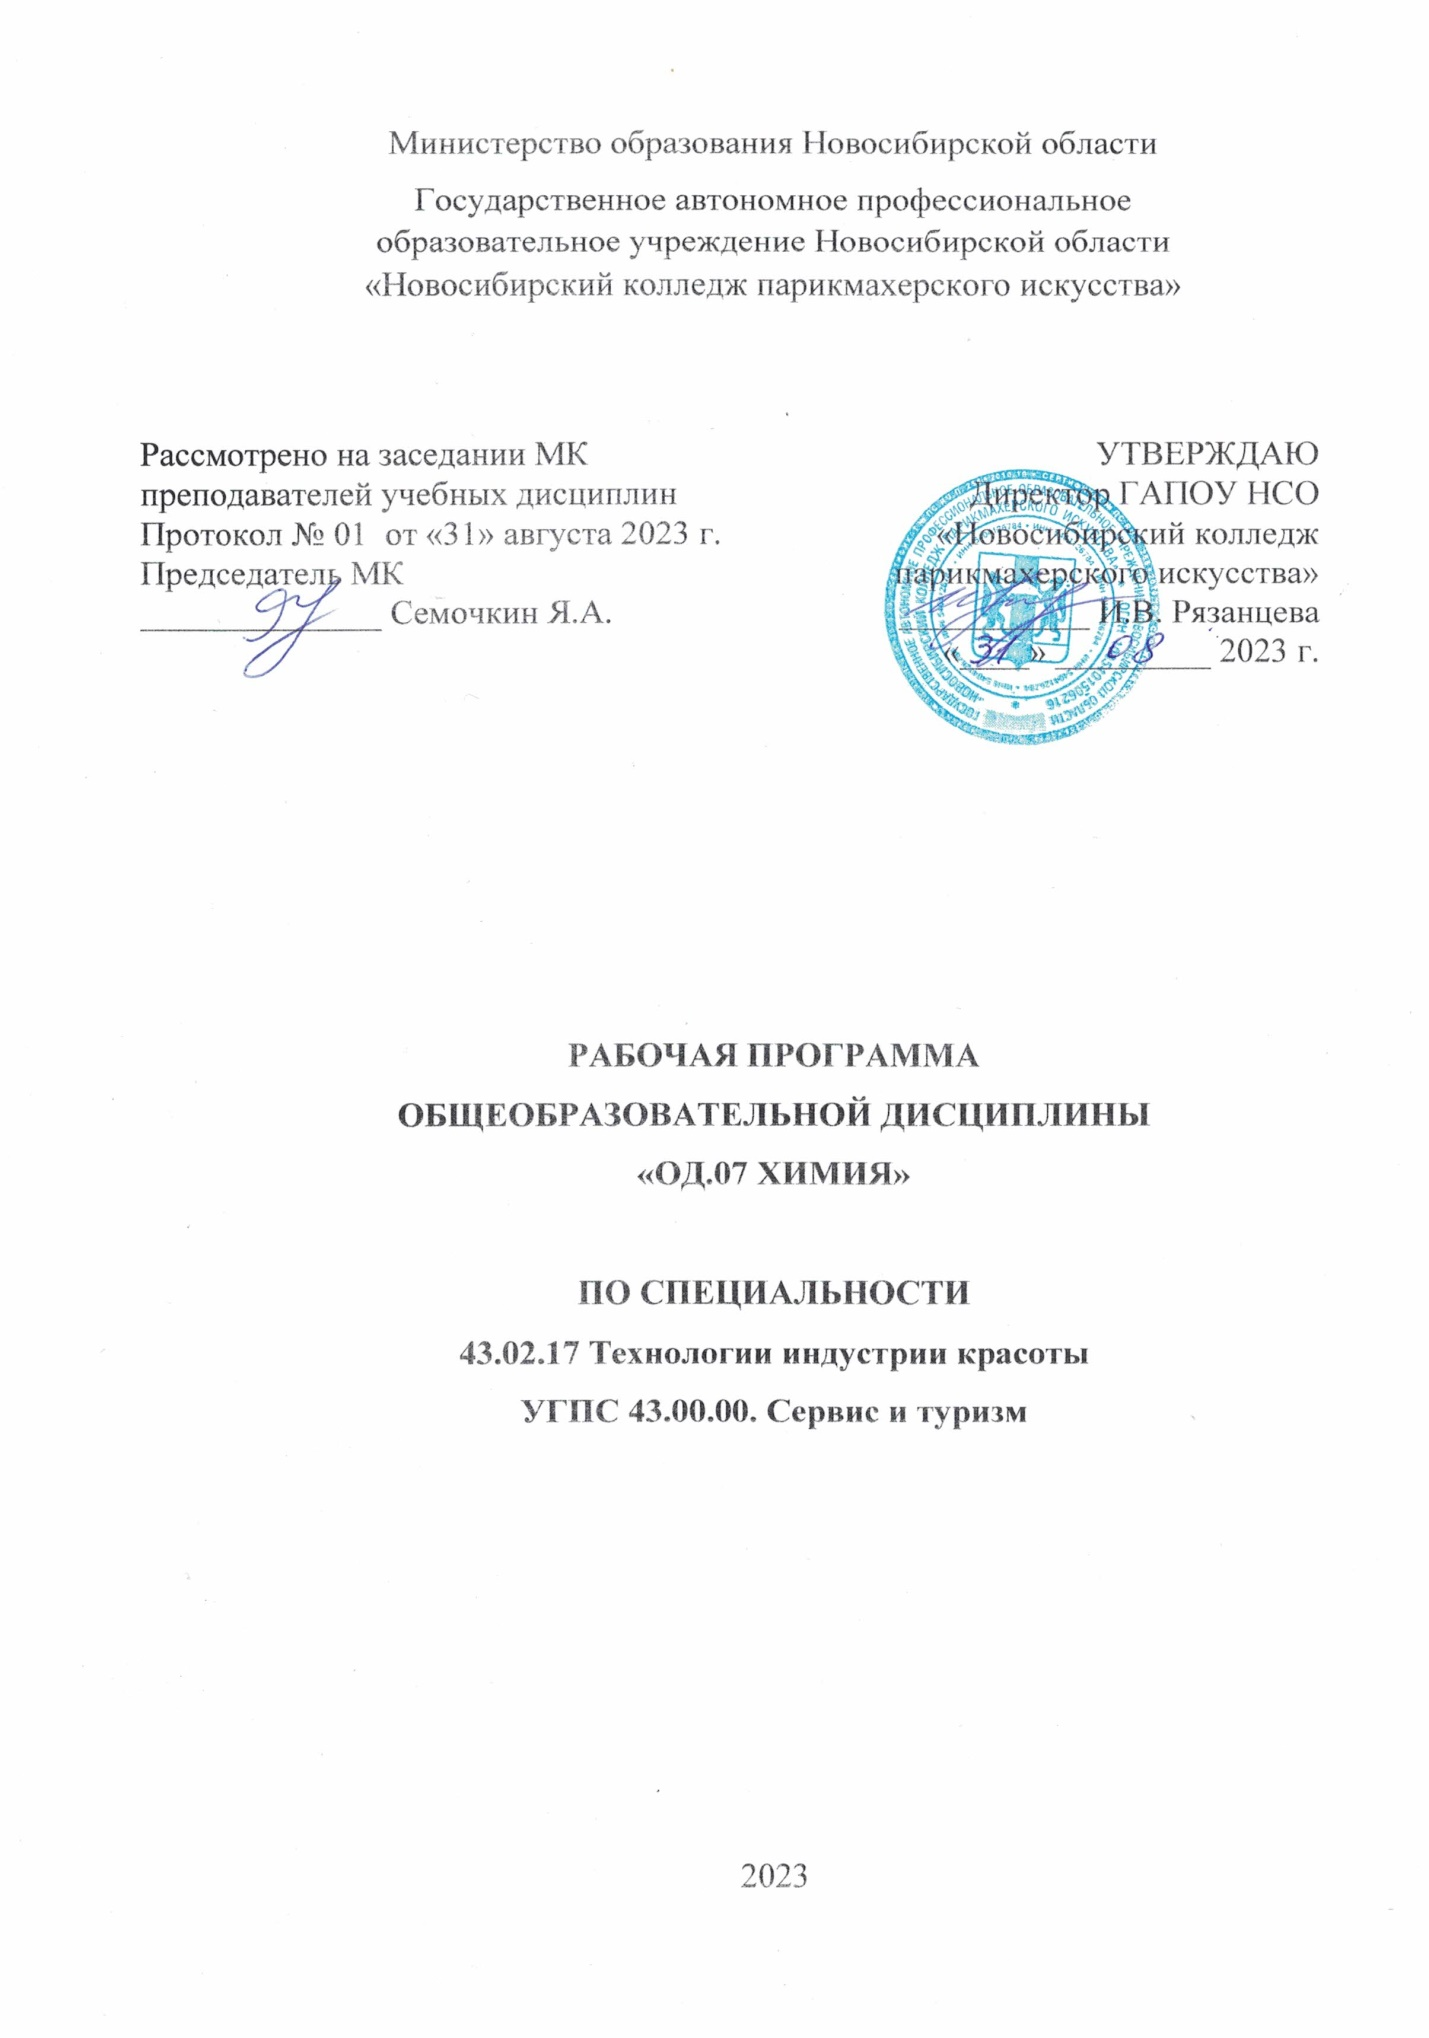 Министерство образования Новосибирской области
Государственное автономное профессиональное
образовательное учреждение Новосибирской области
«Новосибирский колледж парикмахерского искусства»
Рассмотрено на заседании МК
преподавателей учебных дисциплин
Протокол № 01 от «31» августа 2023 г.
Председатель МК
Семочкин Я.А.
УТВЕРЖДАЮ
Директор ГАПОУ НСО
«Новосибирский колледж
парикмахерского искусства»
И.В. Рязанцева
«31» 08 2023 г.
РАБОЧАЯ ПРОГРАММА
ОБЩЕОБРАЗОВАТЕЛЬНОЙ ДИСЦИПЛИНЫ
«ОД.07 ХИМИЯ»
ПО СПЕЦИАЛЬНОСТИ
43.02.17 Технологии индустрии красоты
УГПС 43.00.00. Сервис и туризм
2023